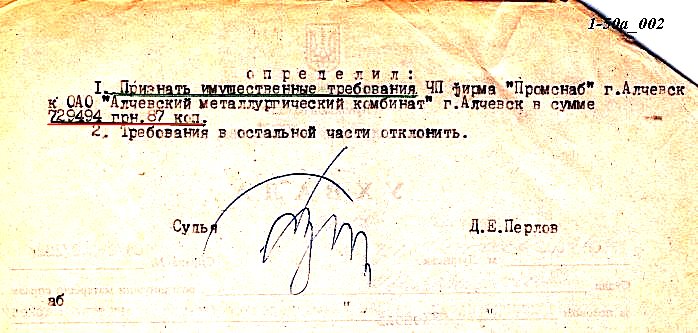 1-50а_002
определил:
1. Признать имущественные требования ЧП фирма "Промснаб" г.Алчевск
к ОАО "Алчевский металлургический комбинат" г.Алчевск в сумме
729494 грн.87 коп.
2. Требования в остальной части отклонить.
Судья Д.Е.Перлов
аб " "